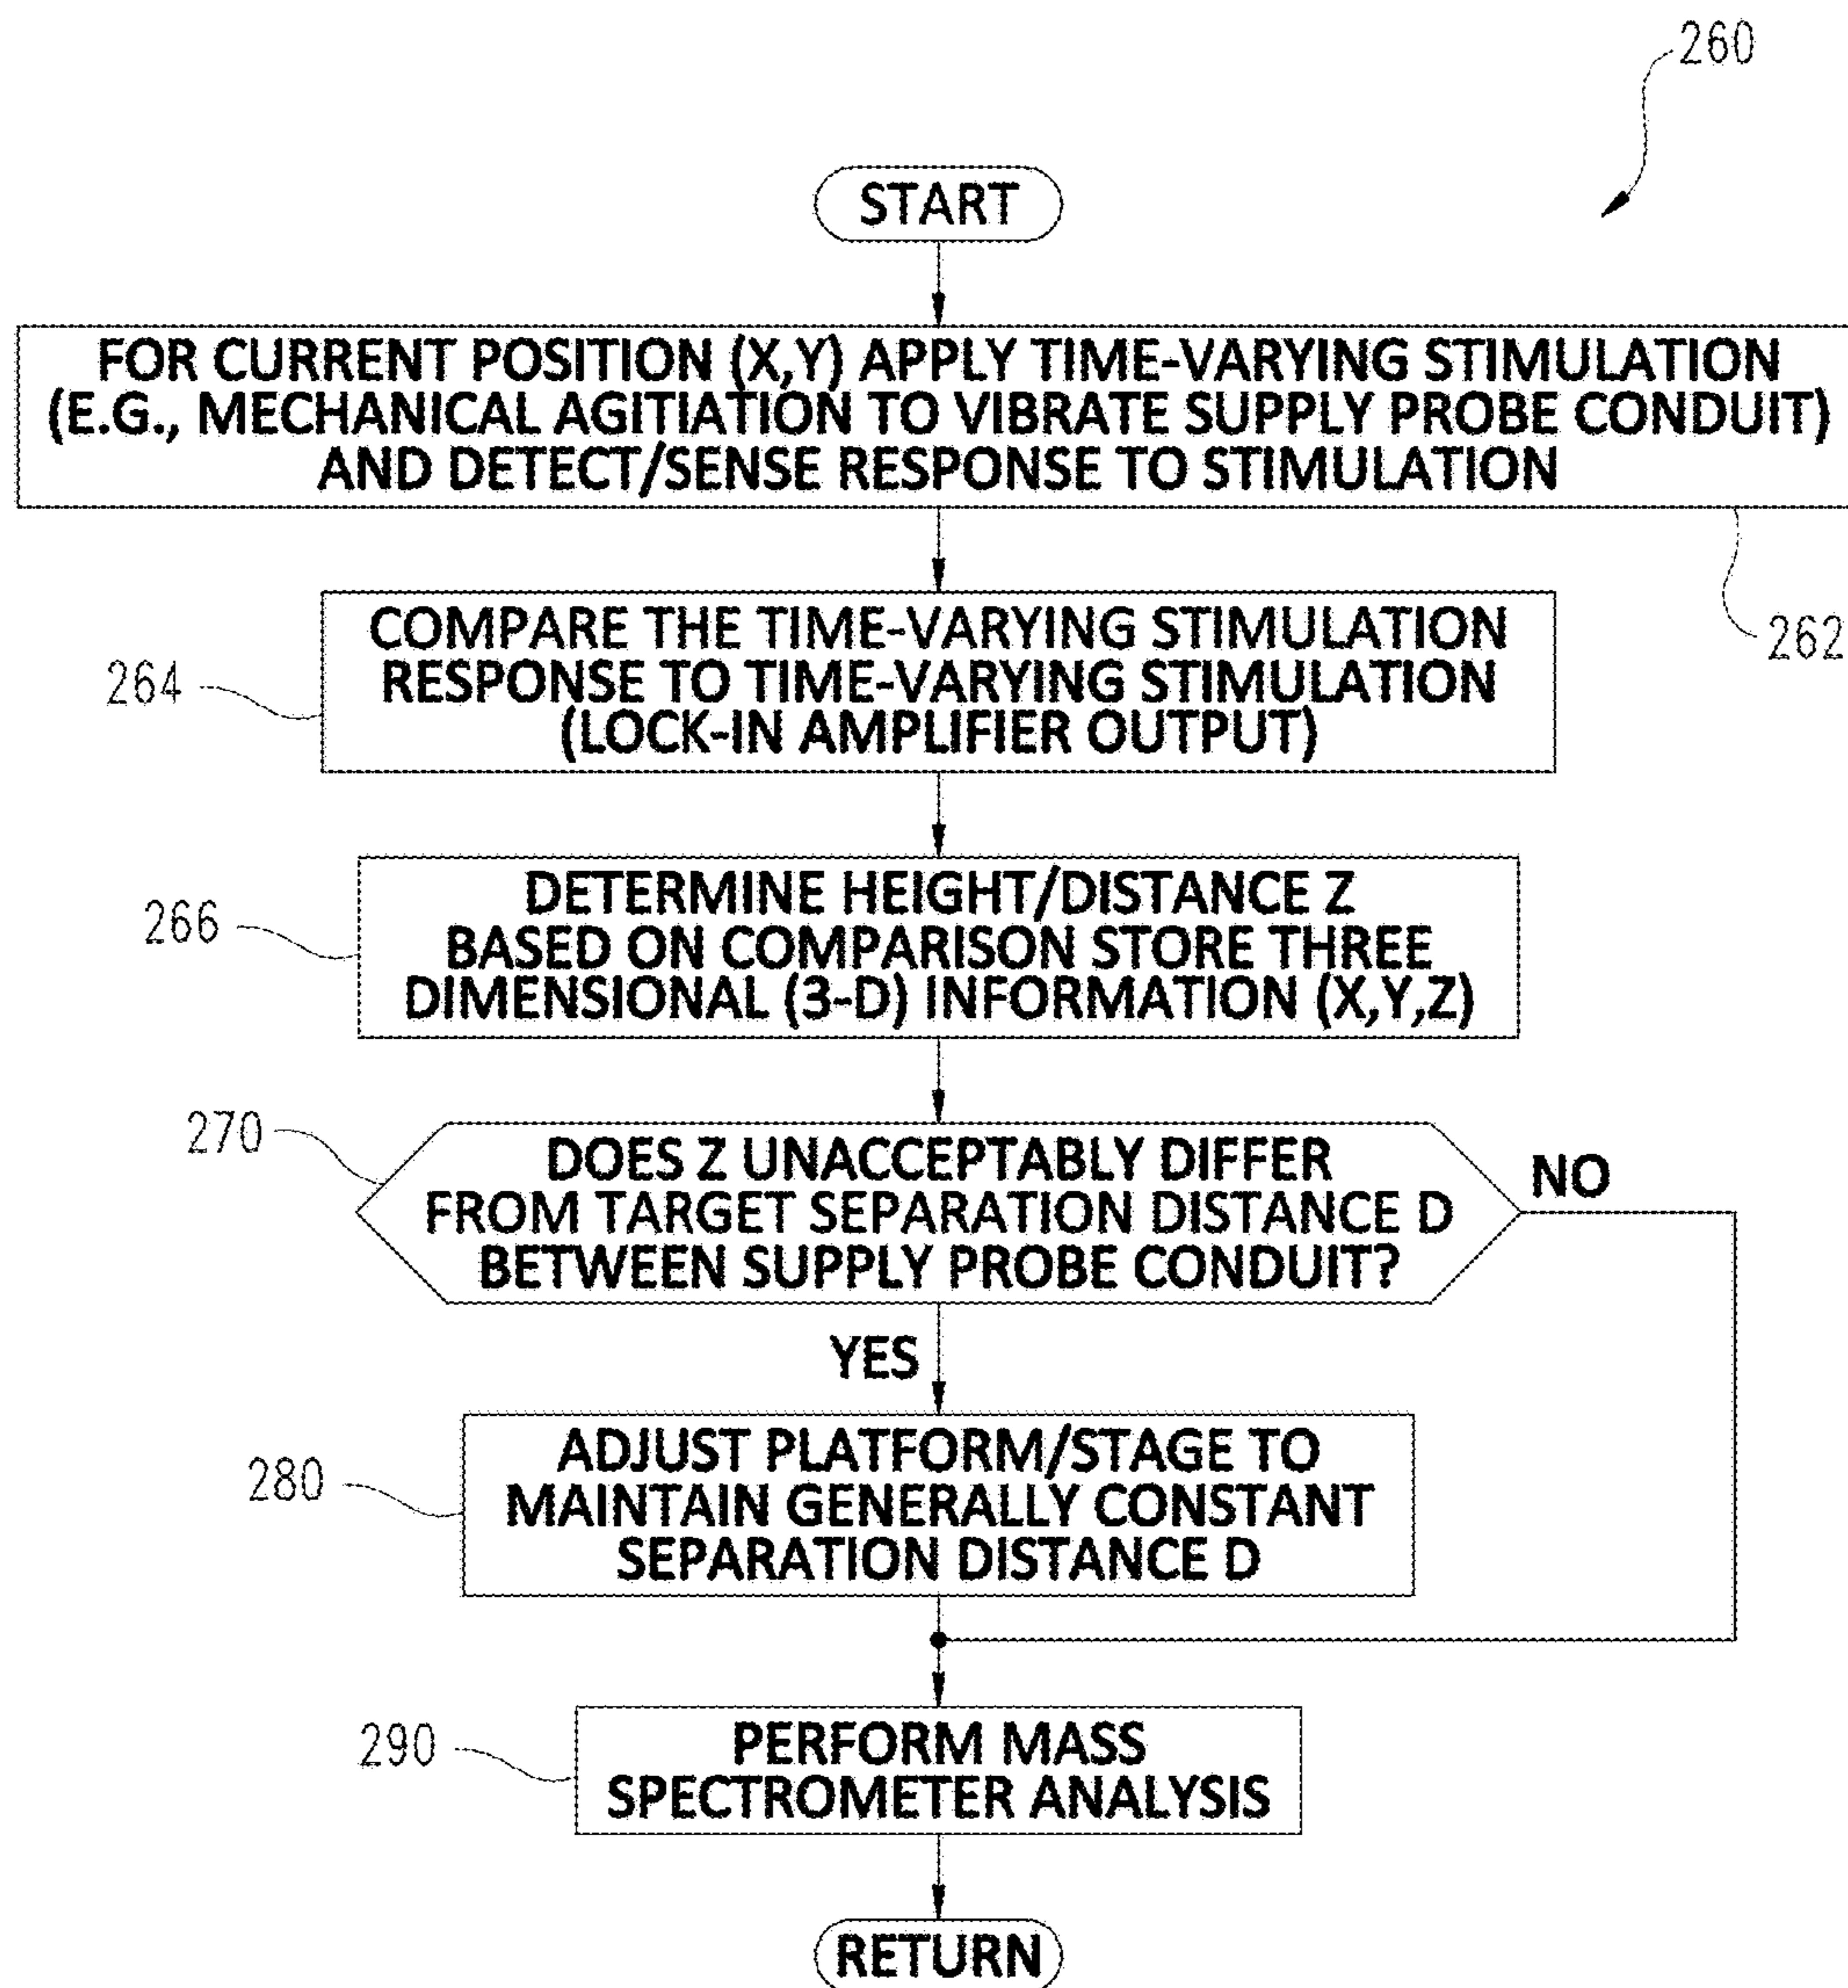 260
START
FOR CURRENT POSITION (X,Y) APPLY TIME-VARYING STIMULATION
(E.G., MECHANICAL AGITIATION TO VIBRATE SUPPLY PROBE CONDUIT)
AND DETECT/SENSE RESPONSE TO STIMULATION
262
COMPARE THE TIME-VARYING STIMULATION
RESPONSE TO TIME-VARYING STIMULATION
(LOCK-IN AMPLIFIER OUTPUT)
264
DETERMINE HEIGHT/DISTANCE Z
BASED ON COMPARISON STORE THREE
DIMENSIONAL (3-D) INFORMATION (X,Y,Z)
266
270
DOES Z UNACCEPTABLY DIFFER
FROM TARGET SEPARATION DISTANCE D
BETWEEN SUPPLY PROBE CONDUIT?
NO
YES
ADJUST PLATFORM/STAGE TO
MAINTAIN GENERALLY CONSTANT
SEPARATION DISTANCE D
280
PERFORM MASS
SPECTROMETER ANALYSIS
290
RETURN